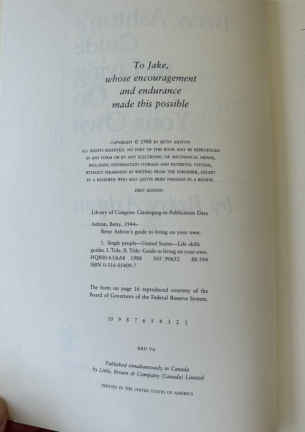 To Jake,
whose encouragement
and endurance
made this possible
COPYRIGHT © 1988 BY BETTY ASHTON
ALL RIGHTS RESERVED. NO PART OF THIS BOOK MAY BE REPRODUCED
IN ANY FORM OR BY ANY ELECTRONIC OR MECHANICAL MEANS,
INCLUDING INFORMATION STORAGE AND RETRIEVAL SYSTEMS,
WITHOUT PERMISSION IN WRITING FROM THE PUBLISHER, EXCEPT
BY A REVIEWER WHO MAY QUOTE BRIEF PASSAGES IN A REVIEW.
FIRST EDITION
Library of Congress Cataloging-in-Publication Data
Ashton, Betty, 1944–
Betty Ashton's guide to living on your own.
1. Single people—United States—Life skills
guides. I. Title. II. Title: Guide to living on your own.
1988
The form on page 16 reproduced courtesy of the
Board of Governors of the Federal Reserve System.
10 9 8 7 6 5 4 3 2 1
Published simultaneously in Canada
by Little, Brown & Company (Canada) Limited
PRINTED IN THE UNITED STATES OF AMERICA